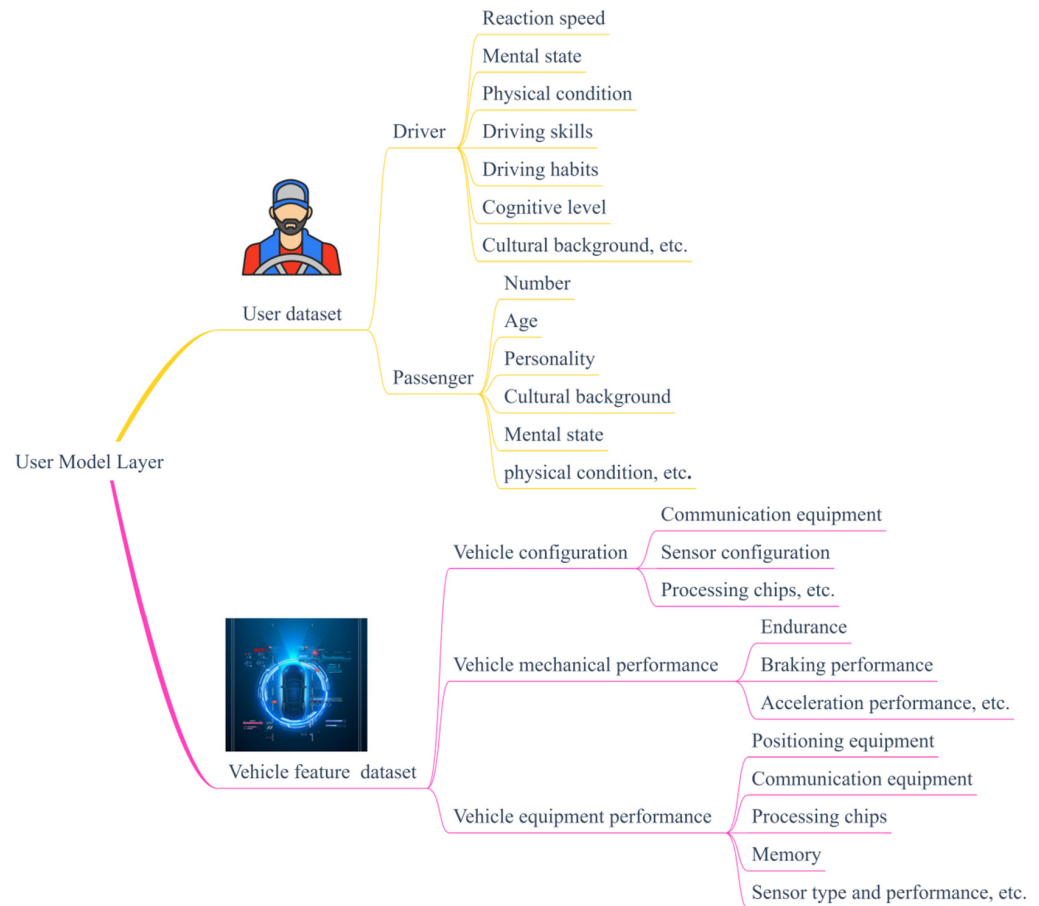 User Model Layer
User dataset
Driver
Reaction speed
Mental state
Physical condition
Driving skills
Driving habits
Cognitive level
Cultural background, etc.
Passenger
Number
Age
Personality
Cultural background
Mental state
physical condition, etc.
Vehicle feature dataset
Vehicle configuration
Communication equipment
Sensor configuration
Processing chips, etc.
Vehicle mechanical performance
Endurance
Braking performance
Acceleration performance, etc.
Vehicle equipment performance
Positioning equipment
Communication equipment
Processing chips
Memory
Sensor type and performance, etc.